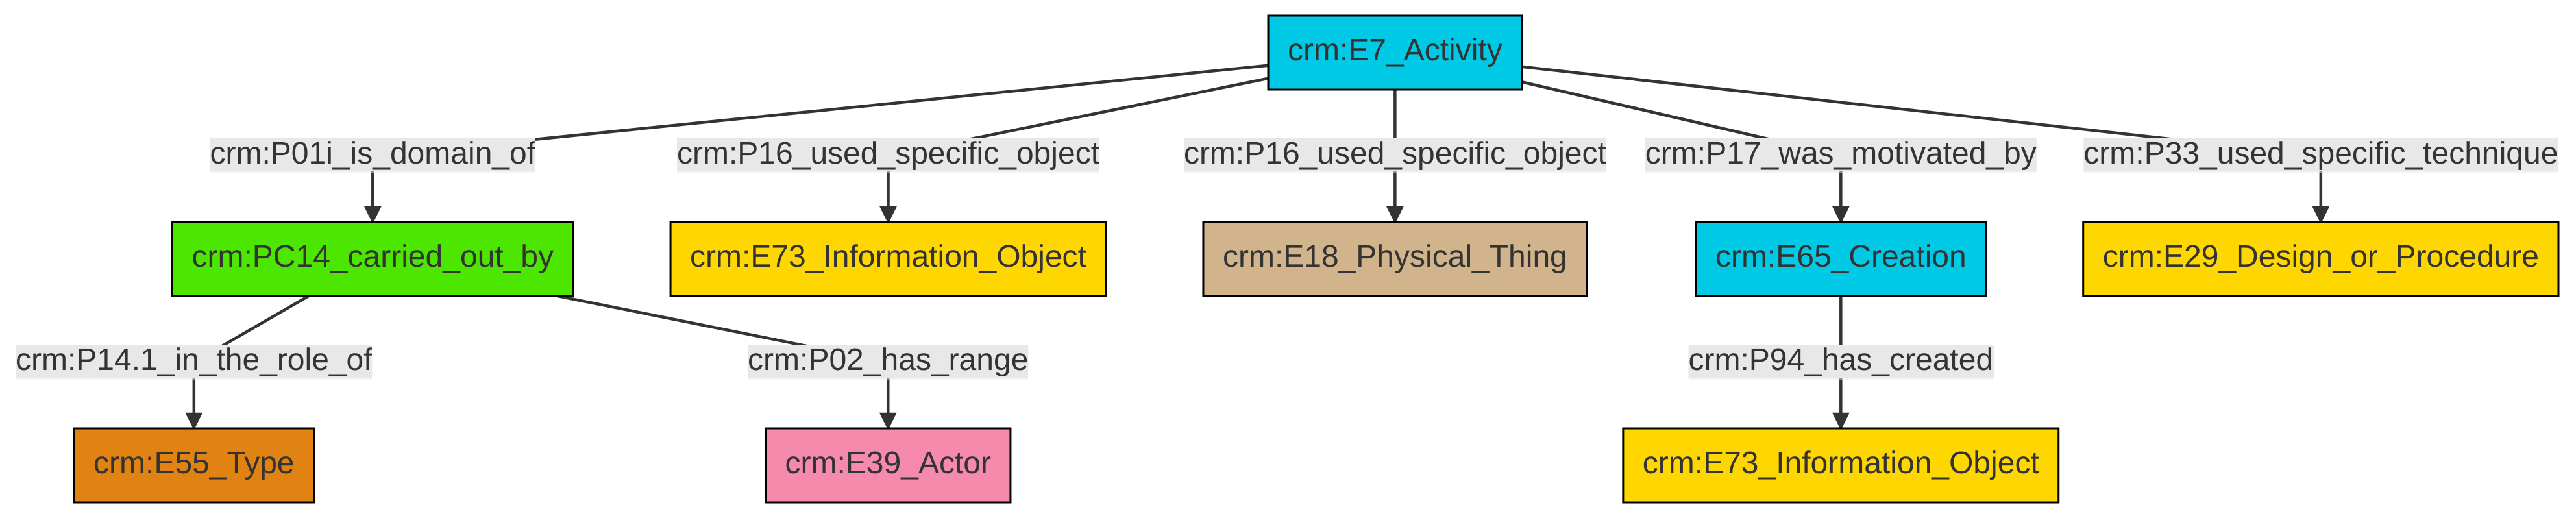 crm:E7_Activity
crm:P01i_is_domain_of
crm:P16_used_specific_object
crm:P16_used_specific_object
crm:P17_was_motivated_by
crm:P33_used_specific_technique
crm:PC14_carried_out_by
crm:E73_Information_Object
crm:E18_Physical_Thing
crm:E65_Creation
crm:E29_Design_or_Procedure
crm:P14.1_in_the_role_of
crm:P02_has_range
crm:P94_has_created
crm:E55_Type
crm:E39_Actor
crm:E73_Information_Object